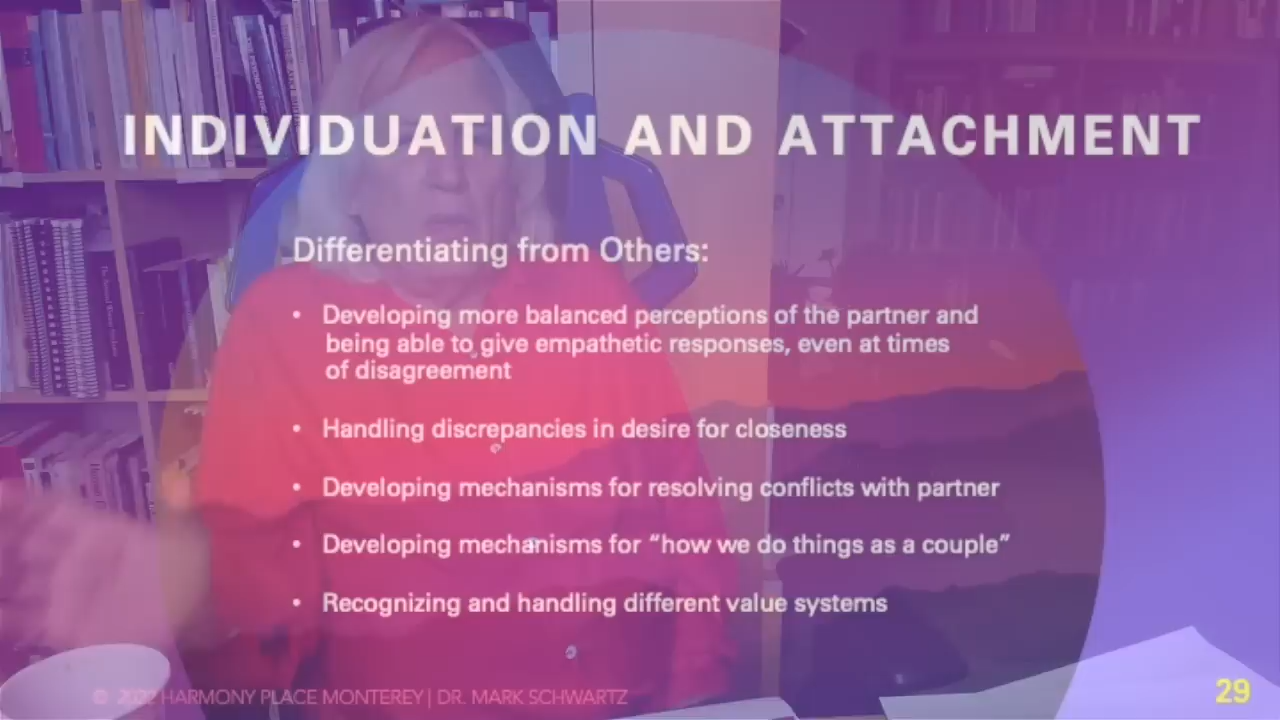 INDIVIDUATION AND ATTACHMENT
Differentiating from Others:
• Developing more balanced perceptions of the partner and
being able to give empathetic responses, even at times
of disagreement
• Handling discrepancies in desire for closeness
• Developing mechanisms for resolving conflicts with partner
• Developing mechanisms for “how we do things as a couple”
• Recognizing and handling different value systems
© 2022 HARMONY PLACE MONTEREY | DR. MARK SCHWARTZ
29